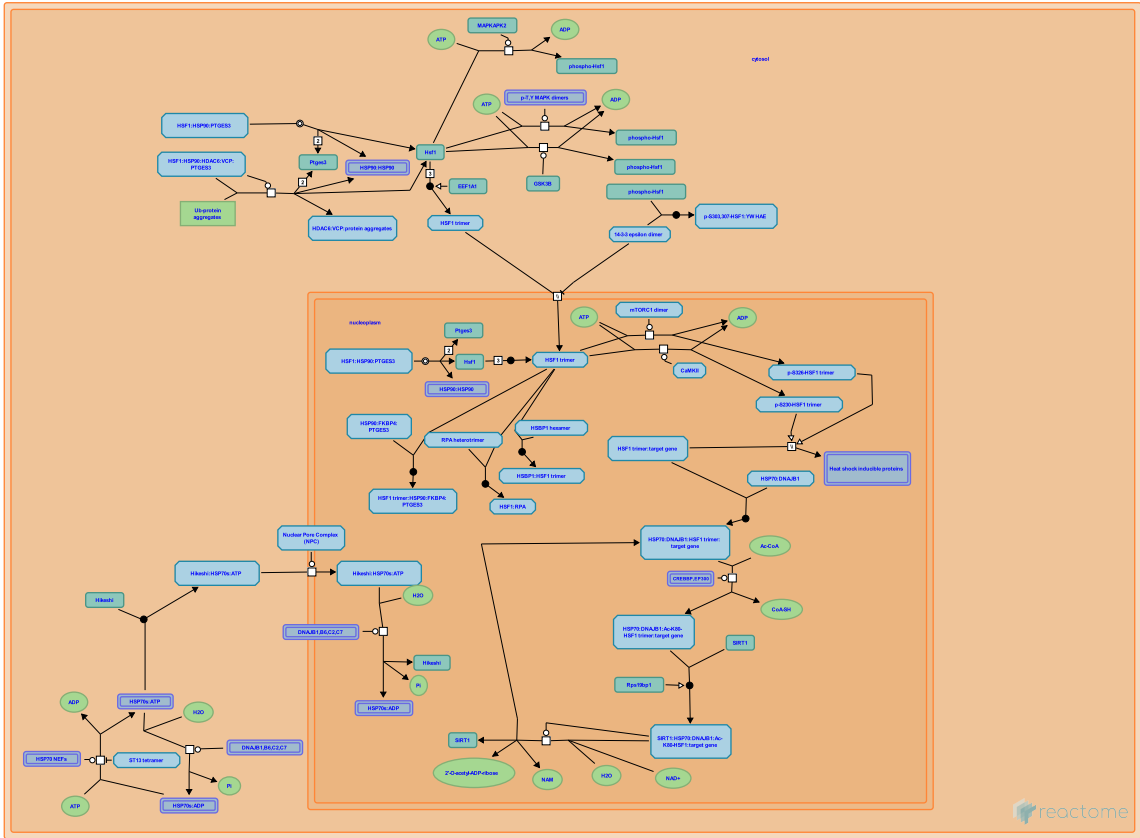 MAPKAPK2
ATP
ADP
cytosol
phospho-Hsf1
p-T,Y MAPK dimers
ATP
ADP
HSF1:HSP90:PTGES3
2
phospho-Hsf1
Hsf1
HSF1:HSP90:HDAC6:VCP:
PTGES3
Ptges3
HSP90:HSP90
phospho-Hsf1
3
2
EEF1A1
GSK3B
phospho-Hsf1
Ub-protein
aggregates
HSF1 trimer
p-S303,307-HSF1:YWHAE
HDAC6:VCP:protein aggregates
14-3-3 epsilon dimer
mTORC1 dimer
ATP
ADP
nucleoplasm
Ptges3
2
HSF1:HSP90:PTGES3
Hsf1
3
HSF1 trimer
CaMKII
p-S326-HSF1 trimer
HSP90:HSP90
p-S230-HSF1 trimer
HSP90:FKBP4:
PTGES3
RPA heterotrimer
HSBP1 hexamer
HSF1 trimer:target gene
Heat shock inducible proteins
HSBP1:HSF1 trimer
HSP70:DNAJB1
HSF1 trimer:HSP90:FKBP4:
PTGES3
HSF1:RPA
Nuclear Pore Complex
(NPC)
HSP70:DNAJB1:HSF1 trimer:
target gene
Ac-CoA
Hikeshi:HSP70s:ATP
Hikeshi:HSP70s:ATP
CREBBP,EP300
H2O
Hikeshi
CoA-SH
DNAJB1,B6,C2,C7
HSP70:DNAJB1:Ac-K80-
HSF1 trimer:target gene
SIRT1
Hikeshi
Pi
Rps19bp1
HSP70s:ADP
ADP
HSP70s:ATP
H2O
SIRT1
SIRT1:HSP70:DNAJB1:Ac-
K80-HSF1:target gene
DNAJB1,B6,C2,C7
HSP70 NEFs
ST13 tetramer
2'-O-acetyl-ADP-ribose
NAM
H2O
NAD+
Pi
ATP
HSP70s:ADP
reactome